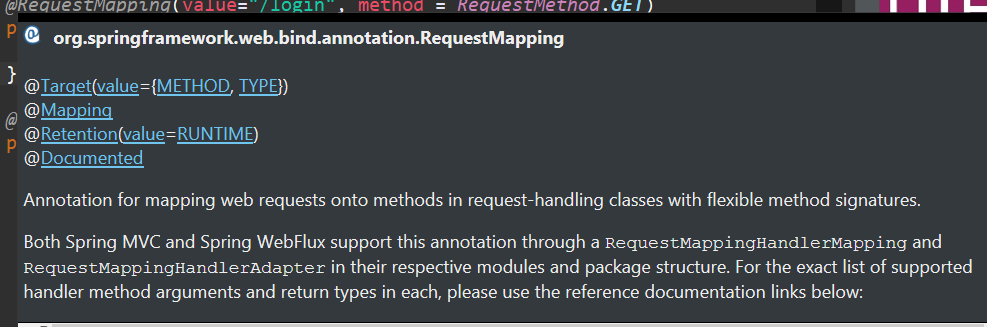 @RequestMapping(value="/login", method = RequestMethod.GET)
p
@ org.springframework.web.bind.annotation.RequestMapping
}
@Target(value={METHOD, TYPE})
@Mapping
@
@Retention(value=RUNTIME)
p
@Documented
Annotation for mapping web requests onto methods in request-handling classes with flexible method signatures.
Both Spring MVC and Spring WebFlux support this annotation through a RequestMappingHandlerMapping and
RequestMappingHandlerAdapter in their respective modules and package structure. For the exact list of supported
handler method arguments and return types in each, please use the reference documentation links below: